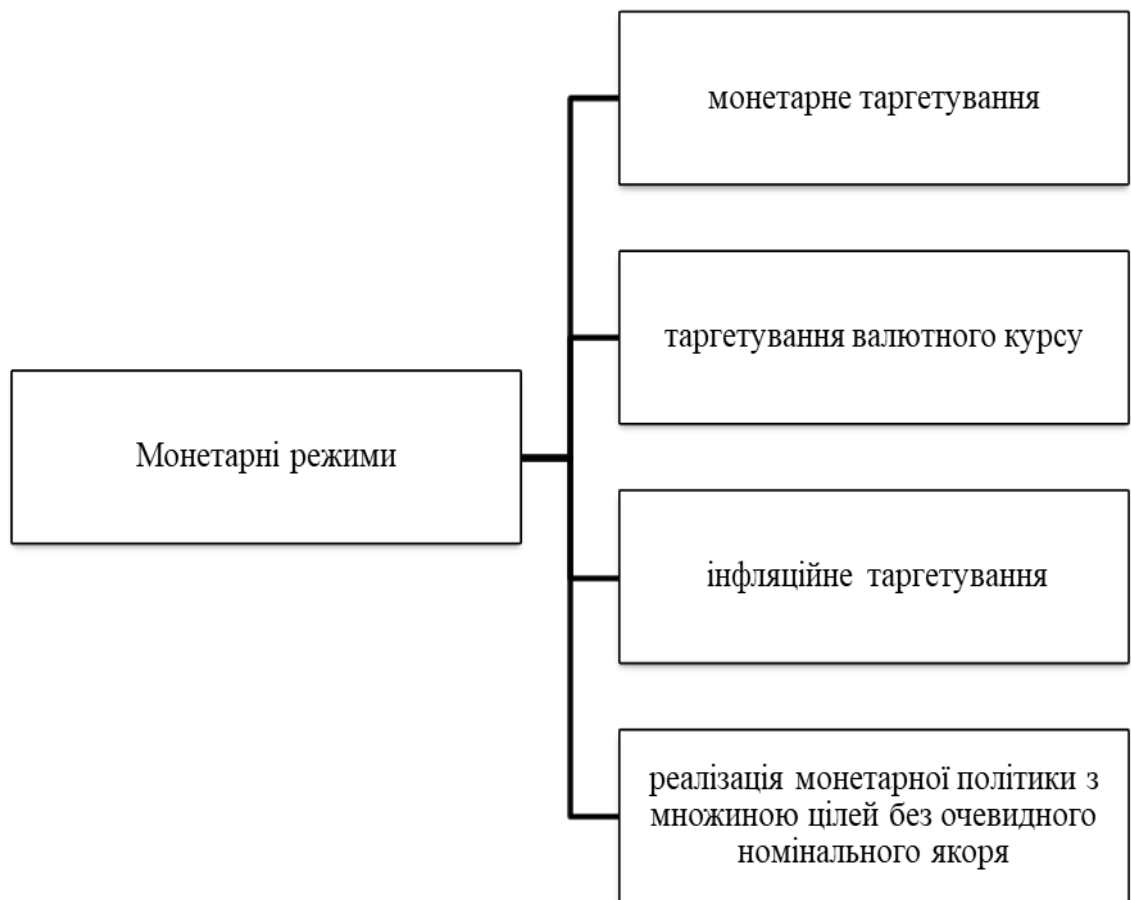 монетарне таргетування
таргетування валютного курсу
Монетарні режими
інфляційне таргетування
реалізація монетарної політики з
множиною цілей без очевидного
номінального якоря